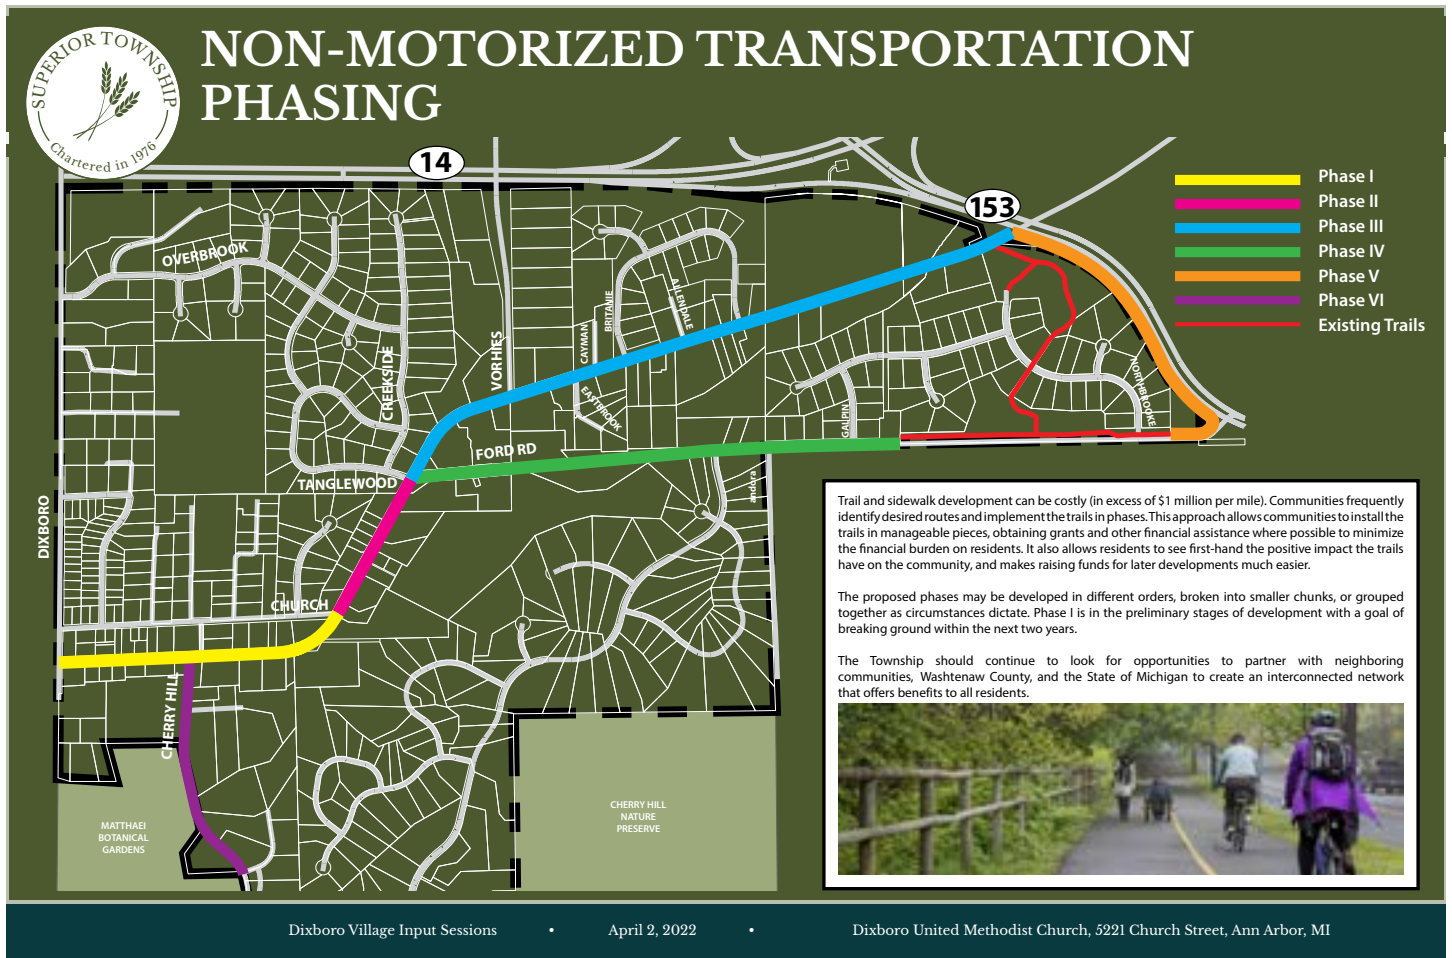 SUPERIOR TOWNSHIP
Chartered in 1976
NON-MOTORIZED TRANSPORTATION
PHASING
14
153
Phase I
Phase II
Phase III
Phase IV
Phase V
Phase VI
Existing Trails
OVERBROOK
CREEKSIDE
VORHIES
CAYMAN
BRITANIE
ALLENDALE
EASTBROOK
GALPIN
NORTHBROOKE
FORD RD
TANGLEWOOD
andora
DIXBORO
CHURCH
CHERRY HILL
MATTHAEI
BOTANICAL
GARDENS
CHERRY HILL
NATURE
PRESERVE
Trail and sidewalk development can be costly (in excess of $1 million per mile). Communities frequently
identify desired routes and implement the trails in phases. This approach allows communities to install the
trails in manageable pieces, obtaining grants and other financial assistance where possible to minimize
the financial burden on residents. It also allows residents to see first-hand the positive impact the trails
have on the community, and makes raising funds for later developments much easier.
The proposed phases may be developed in different orders, broken into smaller chunks, or grouped
together as circumstances dictate. Phase I is in the preliminary stages of development with a goal of
breaking ground within the next two years.
The Township should continue to look for opportunities to partner with neighboring
communities, Washtenaw County, and the State of Michigan to create an interconnected network
that offers benefits to all residents.
Dixboro Village Input Sessions • April 2, 2022 • Dixboro United Methodist Church, 5221 Church Street, Ann Arbor, MI